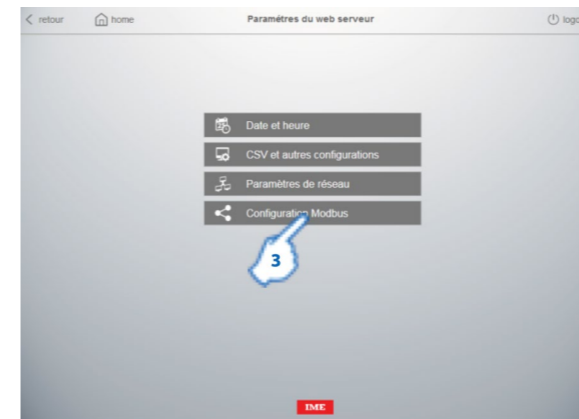 retour
home
Paramètres du web serveur
logo
Date et heure
CSV et autres configurations
Paramètres de réseau
Configuration Modbus
3
IME